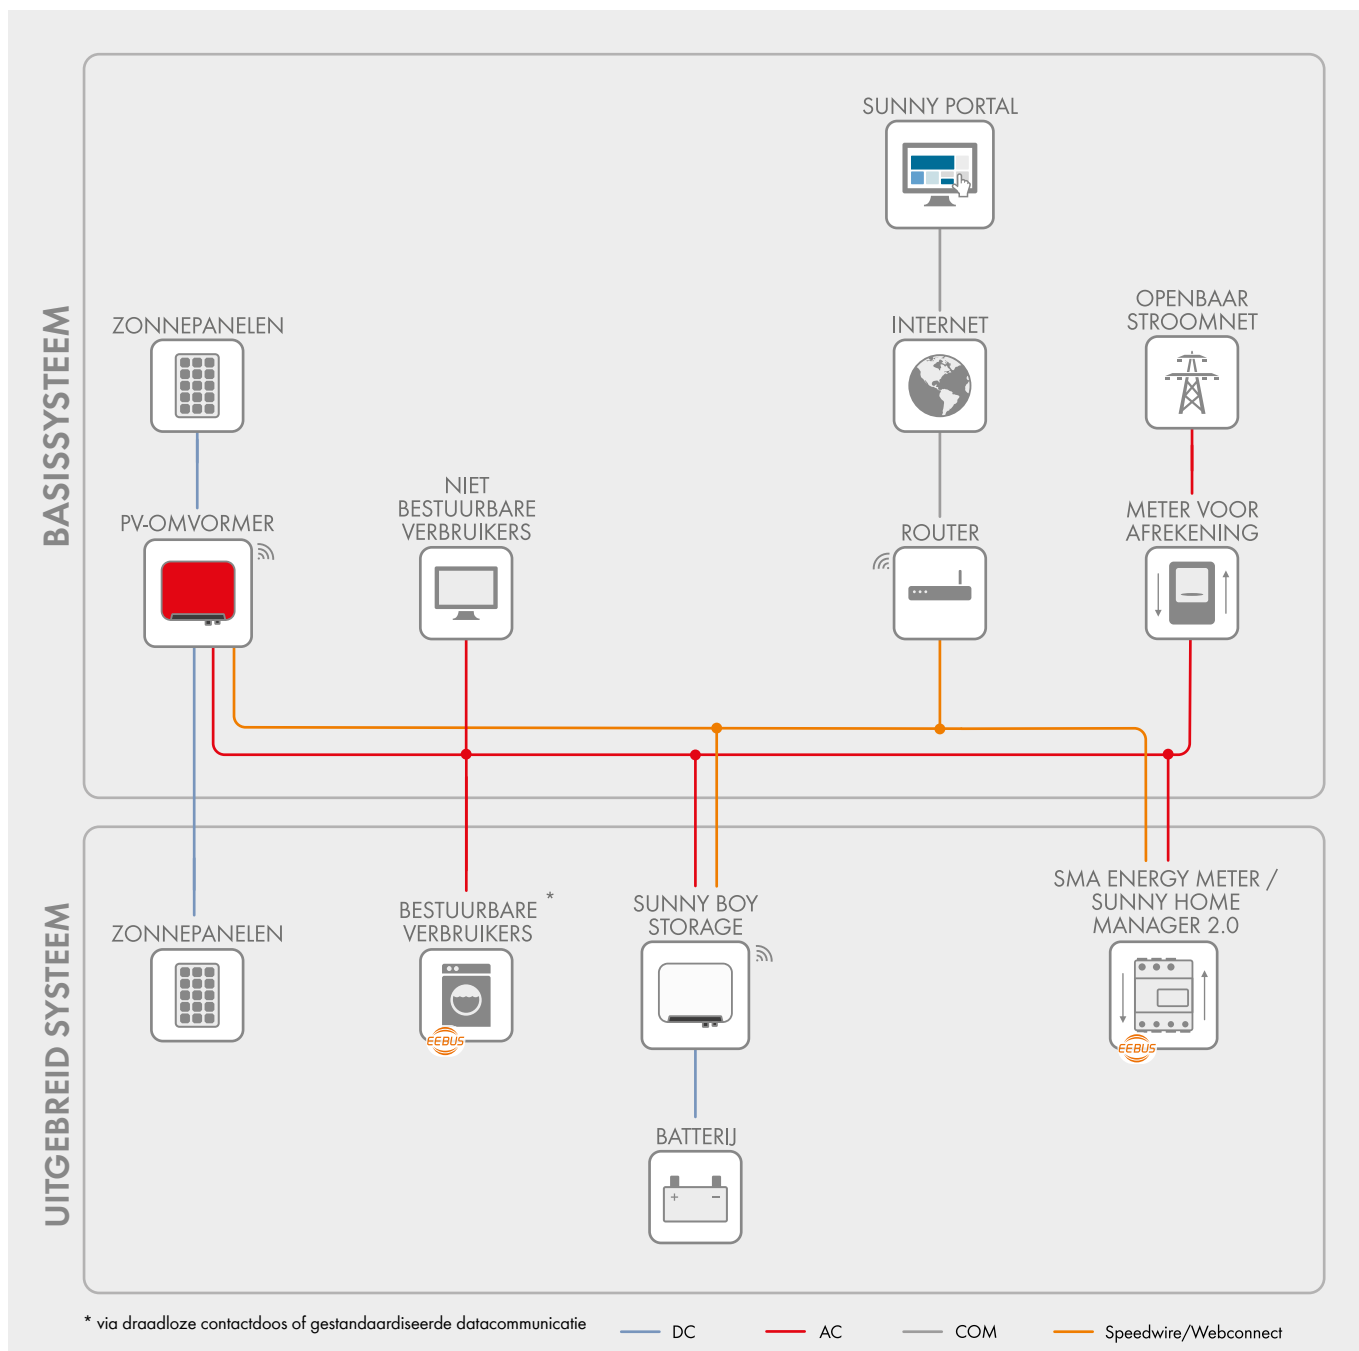 BASISSYSTEEM
SUNNY PORTAL
ZONNEPANELEN
INTERNET
OPENBAAR
STROOMNET
PV-OMVORMER
NIET
BESTUURBARE
VERBRUIKERS
ROUTER
METER VOOR
AFREKENING
UITGEBREID SYSTEEM
ZONNEPANELEN
BESTUURBARE *
VERBRUIKERS
EEBUS
SUNNY BOY
STORAGE
SMA ENERGY METER /
SUNNY HOME
MANAGER 2.0
EEBUS
BATTERIJ
+ −
* via draadloze contactdoos of gestandaardiseerde datacommunicatie
DC
AC
COM
Speedwire/Webconnect